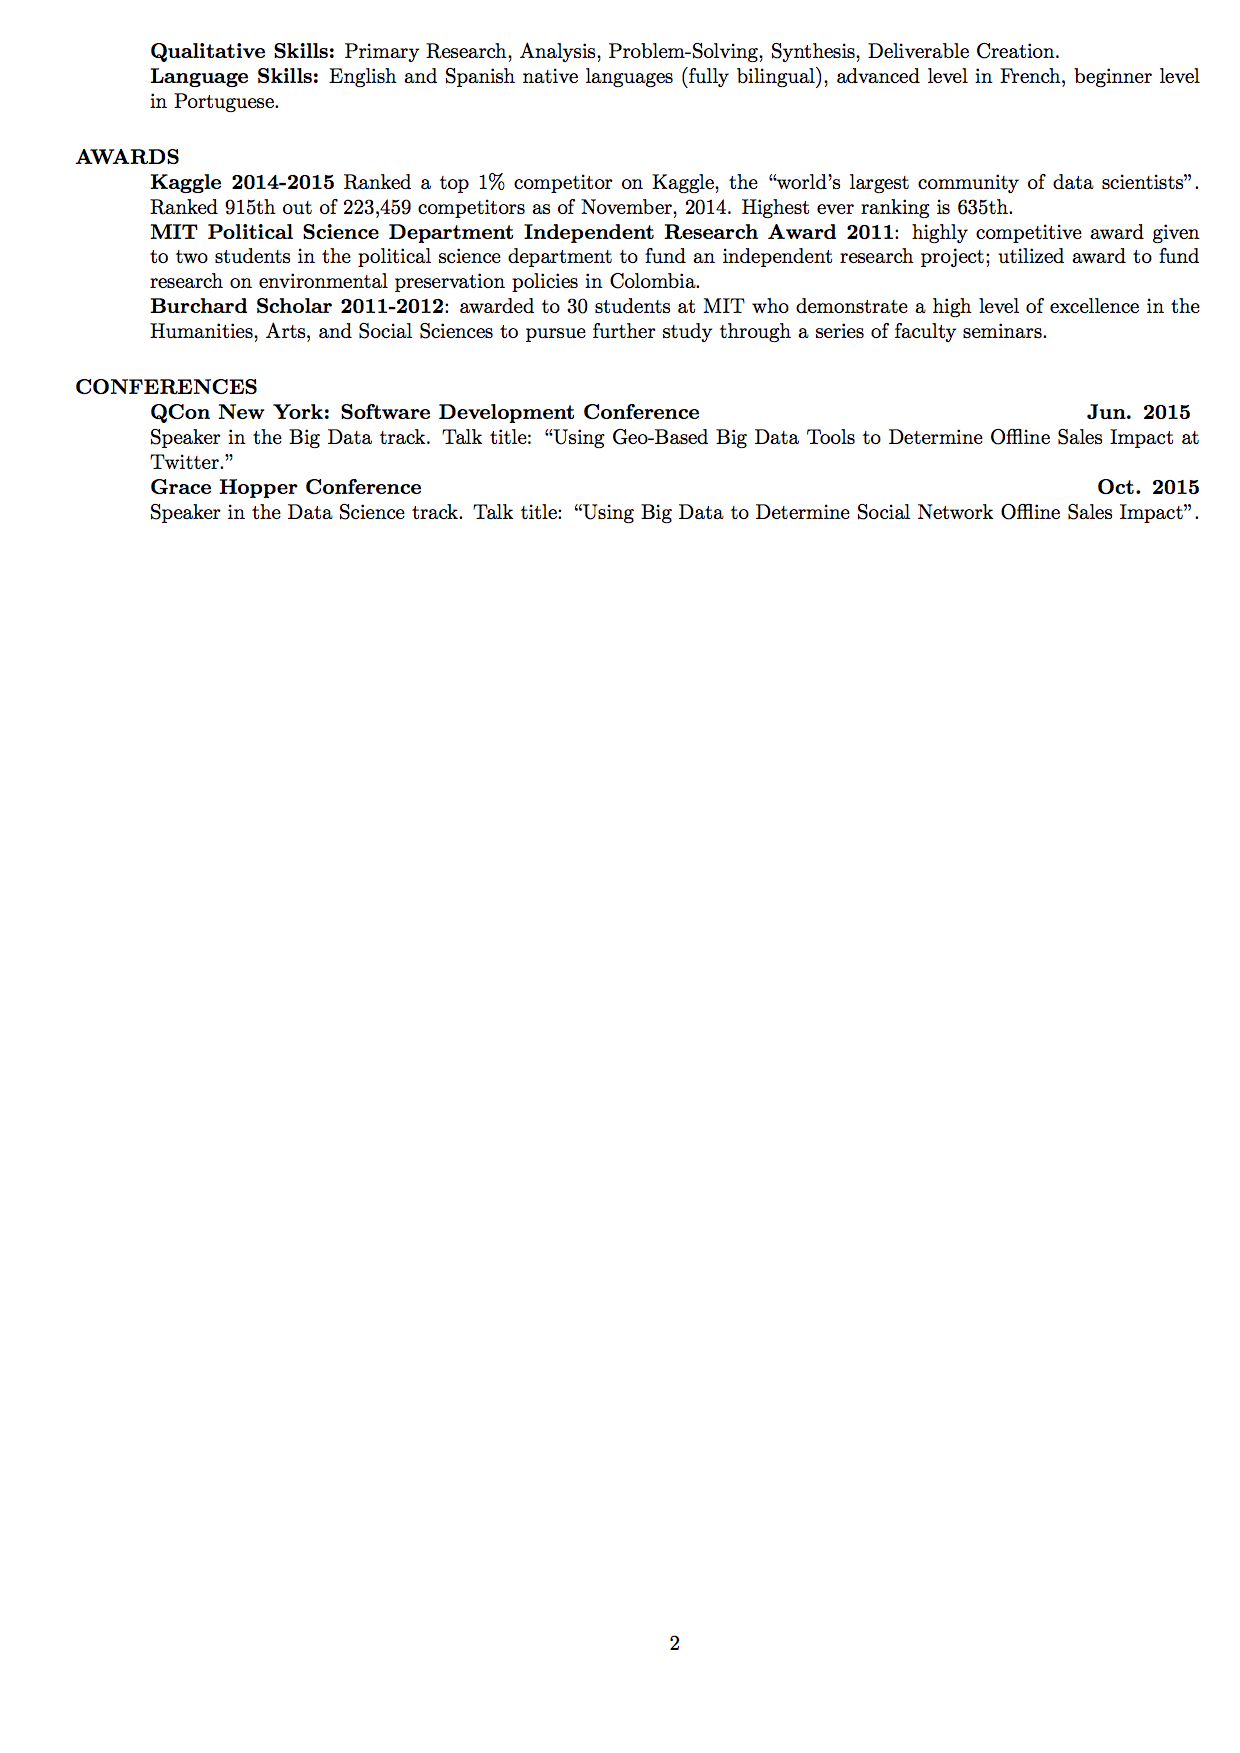 Qualitative Skills: Primary Research, Analysis, Problem-Solving, Synthesis, Deliverable Creation.
Language Skills: English and Spanish native languages (fully bilingual), advanced level in French, beginner level
in Portuguese.
AWARDS
Kaggle 2014-2015 Ranked a top 1% competitor on Kaggle, the “world’s largest community of data scientists”.
Ranked 915th out of 223,459 competitors as of November, 2014. Highest ever ranking is 635th.
MIT Political Science Department Independent Research Award 2011: highly competitive award given
to two students in the political science department to fund an independent research project; utilized award to fund
research on environmental preservation policies in Colombia.
Burchard Scholar 2011-2012: awarded to 30 students at MIT who demonstrate a high level of excellence in the
Humanities, Arts, and Social Sciences to pursue further study through a series of faculty seminars.
CONFERENCES
QCon New York: Software Development Conference Jun. 2015
Speaker in the Big Data track. Talk title: “Using Geo-Based Big Data Tools to Determine Offline Sales Impact at
Twitter.”
Grace Hopper Conference Oct. 2015
Speaker in the Data Science track. Talk title: “Using Big Data to Determine Social Network Offline Sales Impact”.
2